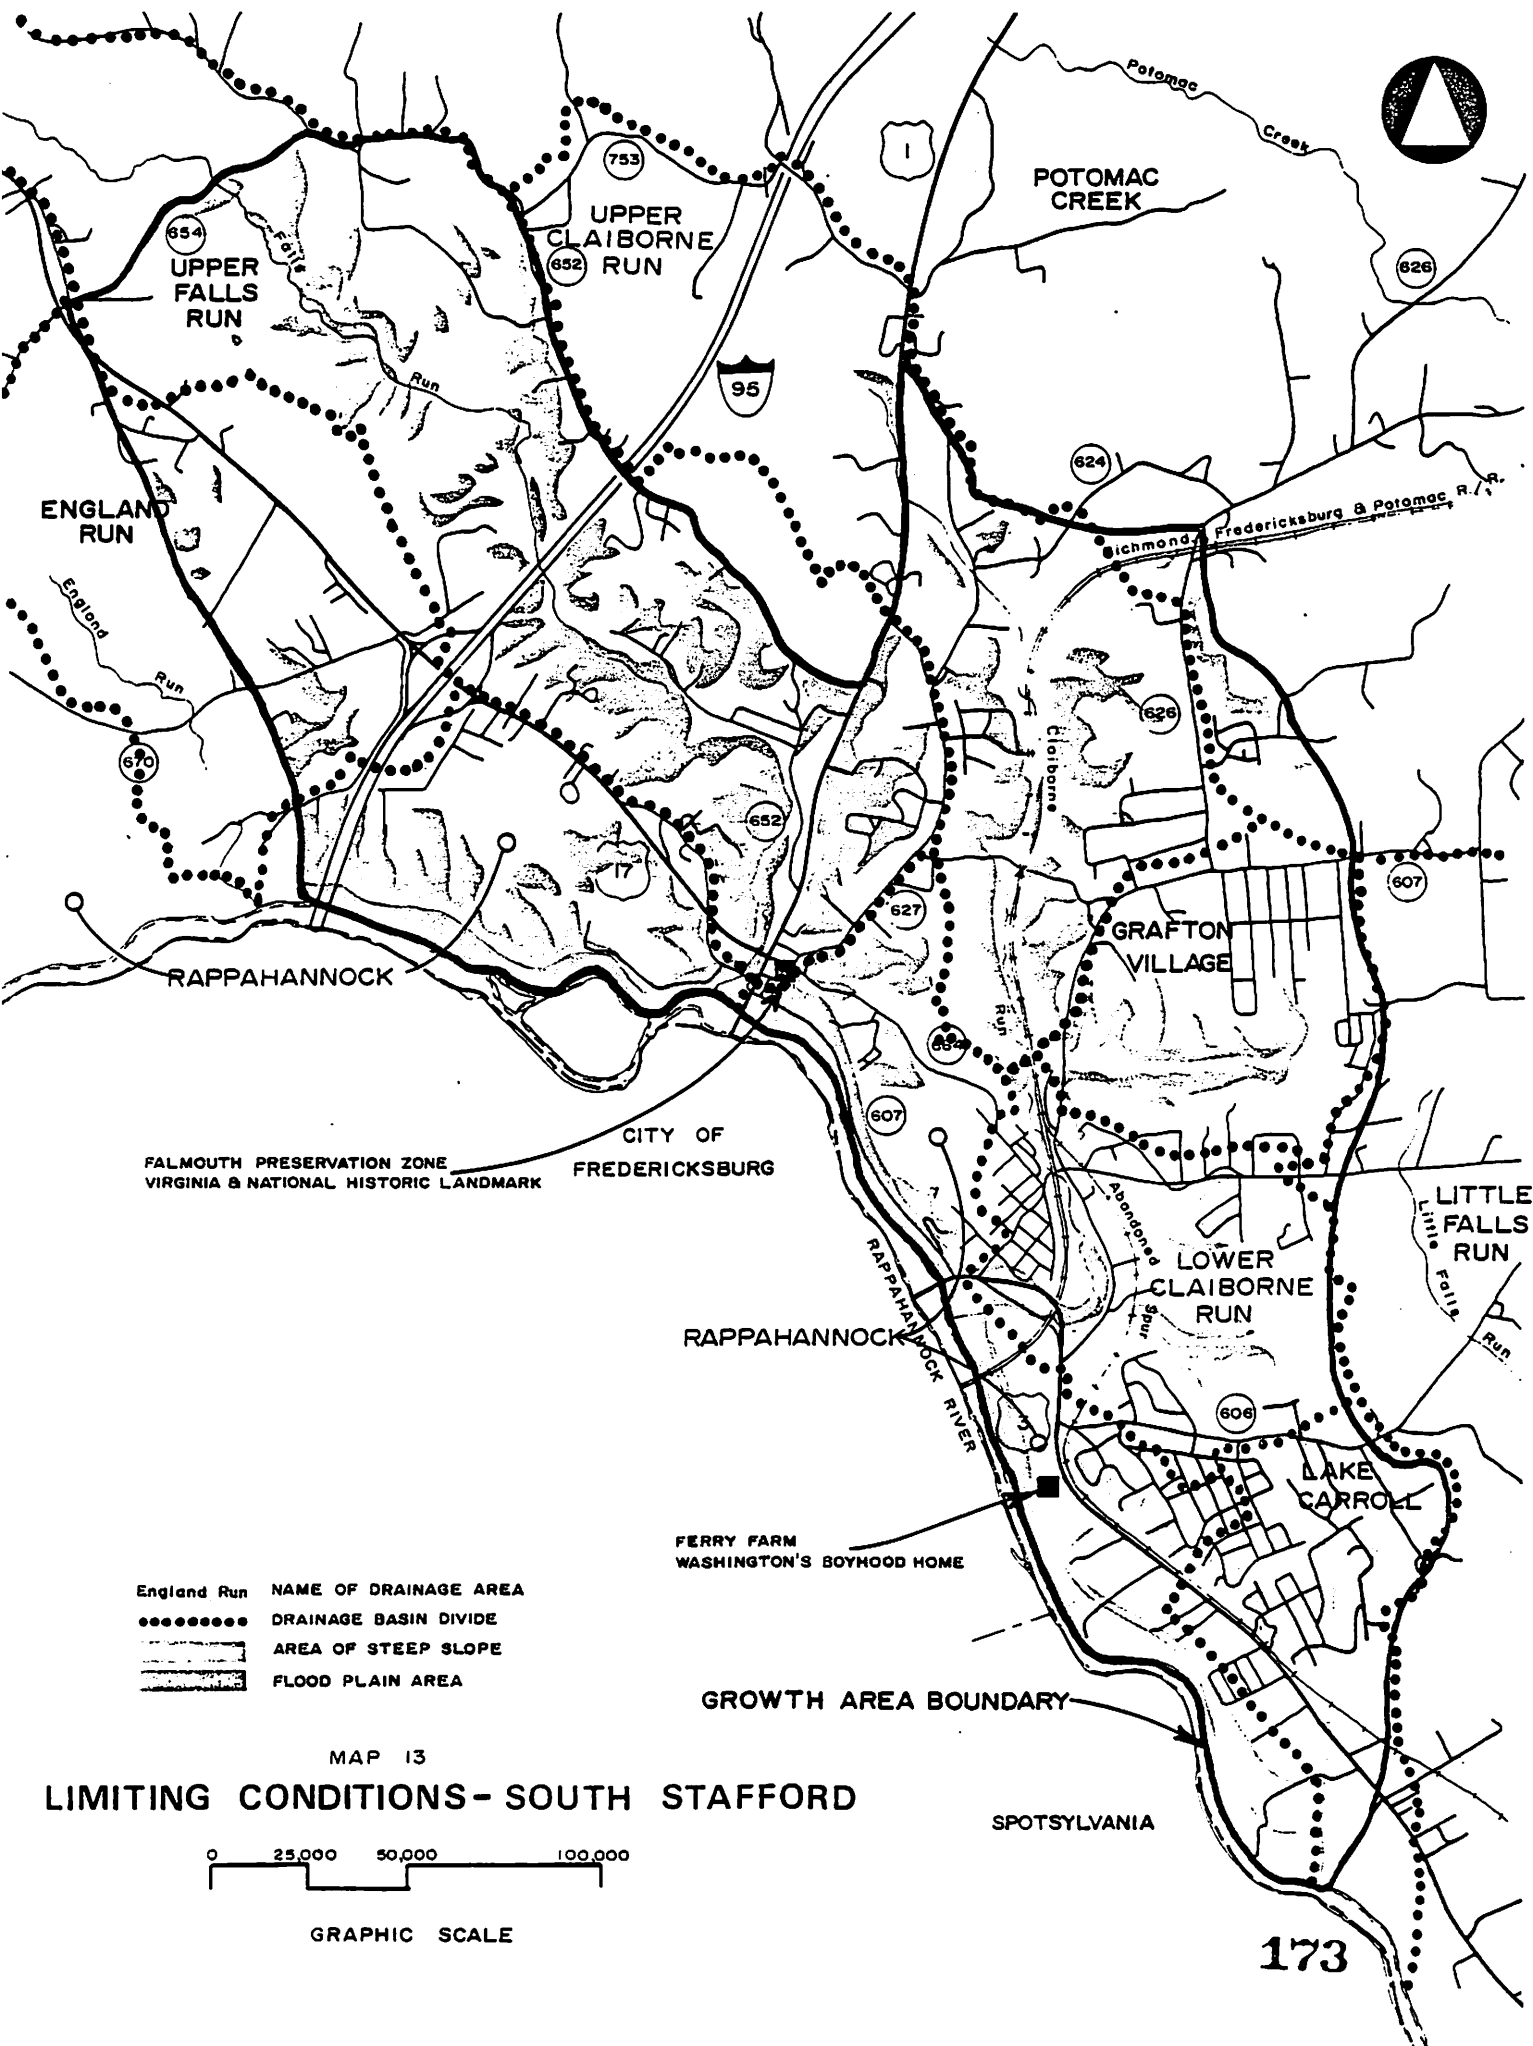 Potomac
Creek
1
753
POTOMAC
CREEK
UPPER
CLAIBORNE
RUN
654
652
626
Falls
UPPER
FALLS
RUN
Run
95
624
ENGLAND
RUN
Richmond, Fredericksburg & Potomac R. R.
England
Run
626
Claiborne
670
652
17
607
627
GRAFTON
VILLAGE
RAPPAHANNOCK
Run
664
607
CITY OF
FREDERICKSBURG
FALMOUTH PRESERVATION ZONE
VIRGINIA & NATIONAL HISTORIC LANDMARK
Abandoned
Spur
LITTLE
FALLS
RUN
Little
Falls
Run
LOWER
CLAIBORNE
RUN
RAPPAHANNOCK
RAPPAHANNOCK RIVER
3
606
LAKE
CARROLL
FERRY FARM
WASHINGTON'S BOYHOOD HOME
England Run NAME OF DRAINAGE AREA
DRAINAGE BASIN DIVIDE
AREA OF STEEP SLOPE
FLOOD PLAIN AREA
GROWTH AREA BOUNDARY
MAP 13
LIMITING CONDITIONS - SOUTH STAFFORD
SPOTSYLVANIA
0 25,000 50,000 100,000
GRAPHIC SCALE
173